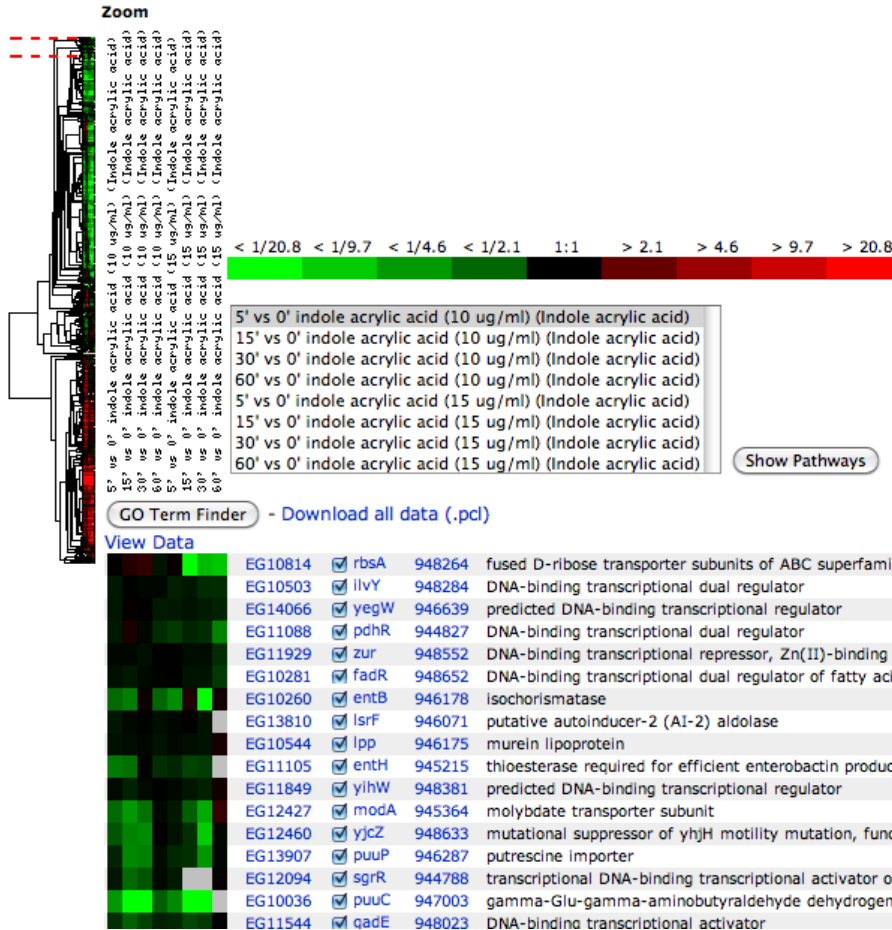 Zoom
5' vs 0' indole acrylic acid (10 ug/ml) (Indole acrylic acid)
15' vs 0' indole acrylic acid (10 ug/ml) (Indole acrylic acid)
30' vs 0' indole acrylic acid (10 ug/ml) (Indole acrylic acid)
60' vs 0' indole acrylic acid (10 ug/ml) (Indole acrylic acid)
5' vs 0' indole acrylic acid (15 ug/ml) (Indole acrylic acid)
15' vs 0' indole acrylic acid (15 ug/ml) (Indole acrylic acid)
30' vs 0' indole acrylic acid (15 ug/ml) (Indole acrylic acid)
60' vs 0' indole acrylic acid (15 ug/ml) (Indole acrylic acid)
< 1/20.8 < 1/9.7 < 1/4.6 < 1/2.1 1:1 > 2.1 > 4.6 > 9.7 > 20.8
5' vs 0' indole acrylic acid (10 ug/ml) (Indole acrylic acid)
15' vs 0' indole acrylic acid (10 ug/ml) (Indole acrylic acid)
30' vs 0' indole acrylic acid (10 ug/ml) (Indole acrylic acid)
60' vs 0' indole acrylic acid (10 ug/ml) (Indole acrylic acid)
5' vs 0' indole acrylic acid (15 ug/ml) (Indole acrylic acid)
15' vs 0' indole acrylic acid (15 ug/ml) (Indole acrylic acid)
30' vs 0' indole acrylic acid (15 ug/ml) (Indole acrylic acid)
60' vs 0' indole acrylic acid (15 ug/ml) (Indole acrylic acid)
Show Pathways
GO Term Finder - Download all data (.pcl)
View Data
EG10814 rbsA 948264 fused D-ribose transporter subunits of ABC superfami
EG10503 ilvY 948284 DNA-binding transcriptional dual regulator
EG14066 yegW 946639 predicted DNA-binding transcriptional regulator
EG11088 pdhR 944827 DNA-binding transcriptional dual regulator
EG11929 zur 948552 DNA-binding transcriptional repressor, Zn(II)-binding
EG10281 fadR 948652 DNA-binding transcriptional dual regulator of fatty aci
EG10260 entB 946178 isochorismatase
EG13810 lsrF 946071 putative autoinducer-2 (AI-2) aldolase
EG10544 lpp 946175 murein lipoprotein
EG11105 entH 945215 thioesterase required for efficient enterobactin produc
EG11849 yihW 948381 predicted DNA-binding transcriptional regulator
EG12427 modA 945364 molybdate transporter subunit
EG12460 yjcZ 948633 mutational suppressor of yhjH motility mutation, func
EG13907 puuP 946287 putrescine importer
EG12094 sgrR 944788 transcriptional DNA-binding transcriptional activator o
EG10036 puuC 947003 gamma-Glu-gamma-aminobutyraldehyde dehydrogen
EG11544 gadE 948023 DNA-binding transcriptional activator